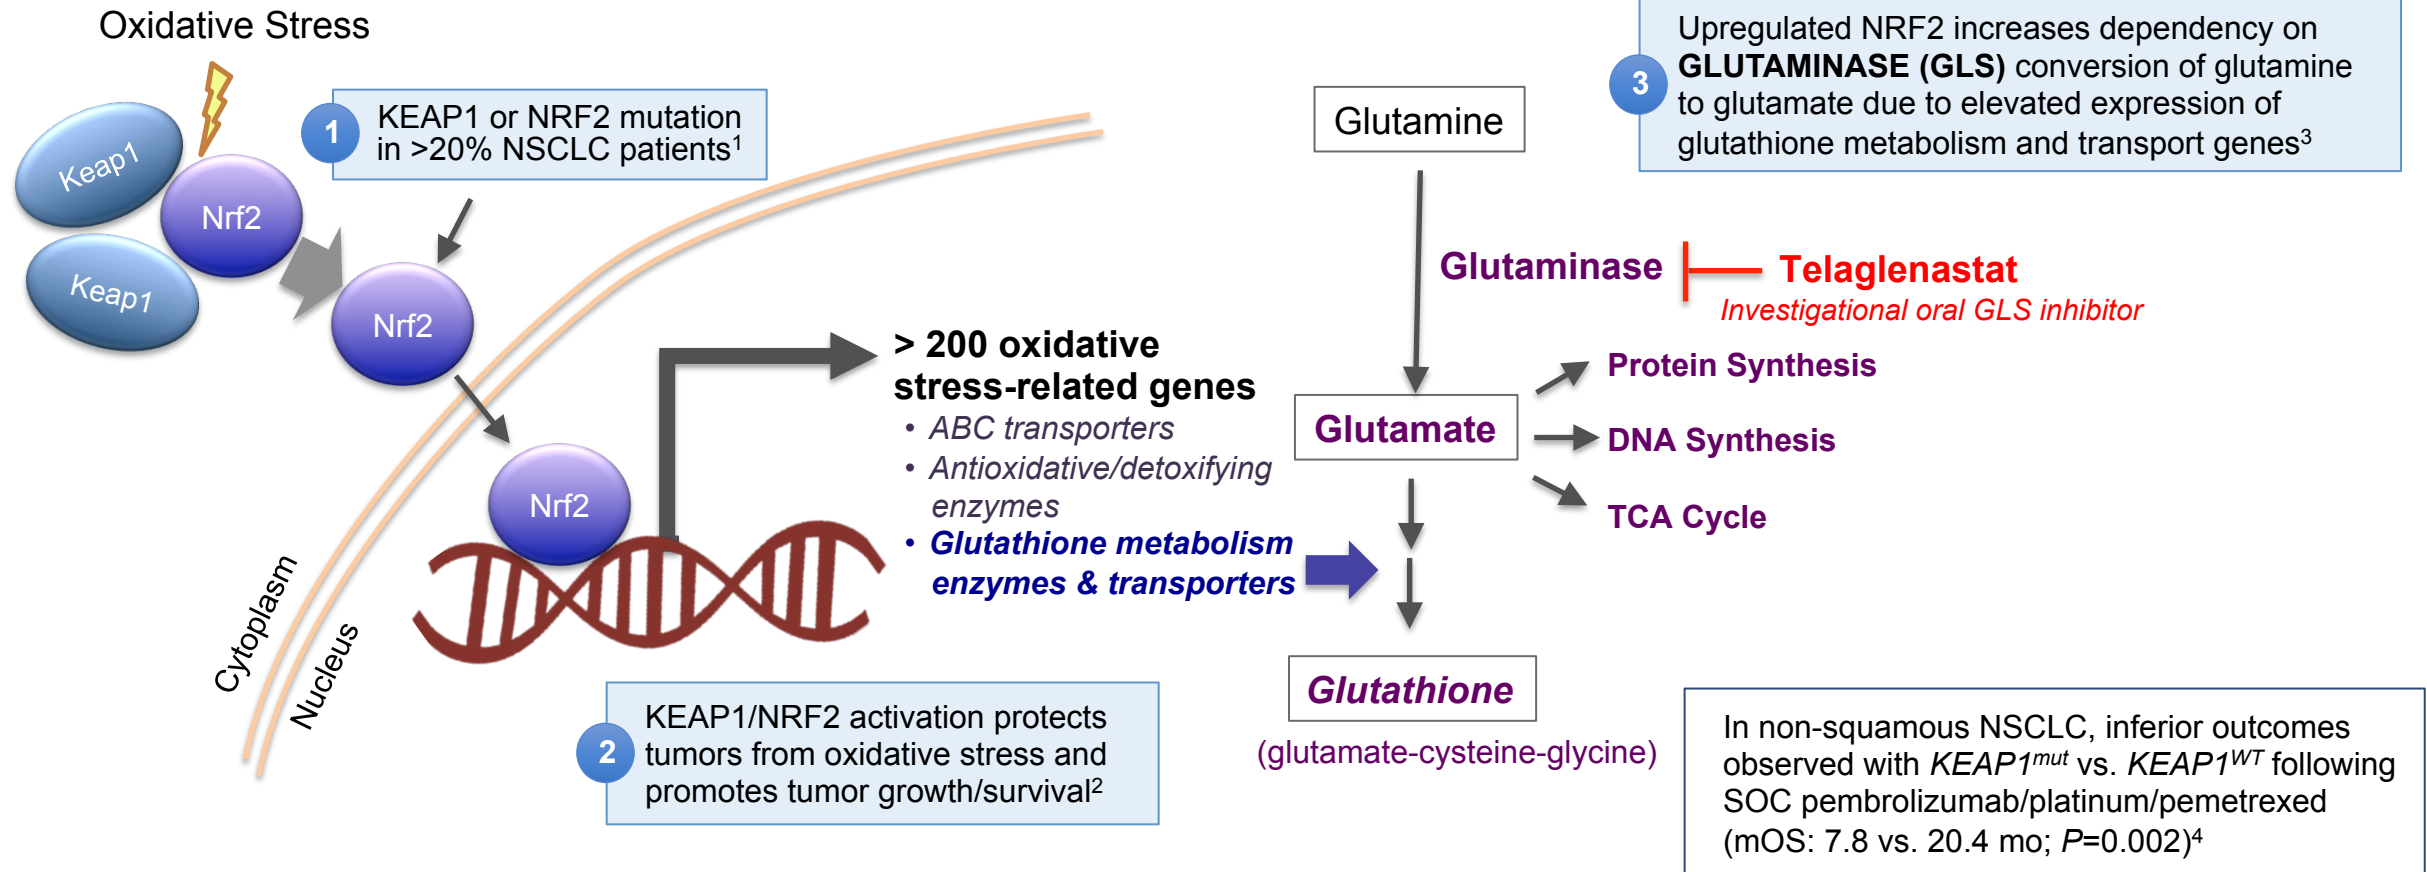 Oxidative Stress
Keap1
Nrf2
Keap1
1
KEAP1 or NRF2 mutation
in >20% NSCLC patients¹
Nrf2
Nrf2
Cytoplasm
Nucleus
> 200 oxidative
stress-related genes
• ABC transporters
• Antioxidative/detoxifying
enzymes
• Glutathione metabolism
enzymes & transporters
2
KEAP1/NRF2 activation protects
tumors from oxidative stress and
promotes tumor growth/survival²
Glutamine
Glutaminase
Telaglenastat
Investigational oral GLS inhibitor
Glutamate
Protein Synthesis
DNA Synthesis
TCA Cycle
Glutathione
(glutamate-cysteine-glycine)
3
Upregulated NRF2 increases dependency on
GLUTAMINASE (GLS) conversion of glutamine
to glutamate due to elevated expression of
glutathione metabolism and transport genes³
In non-squamous NSCLC, inferior outcomes
observed with KEAP1ᵐᵘᵗ vs. KEAP1ᵂᵀ following
SOC pembrolizumab/platinum/pemetrexed
(mOS: 7.8 vs. 20.4 mo; P=0.002)⁴